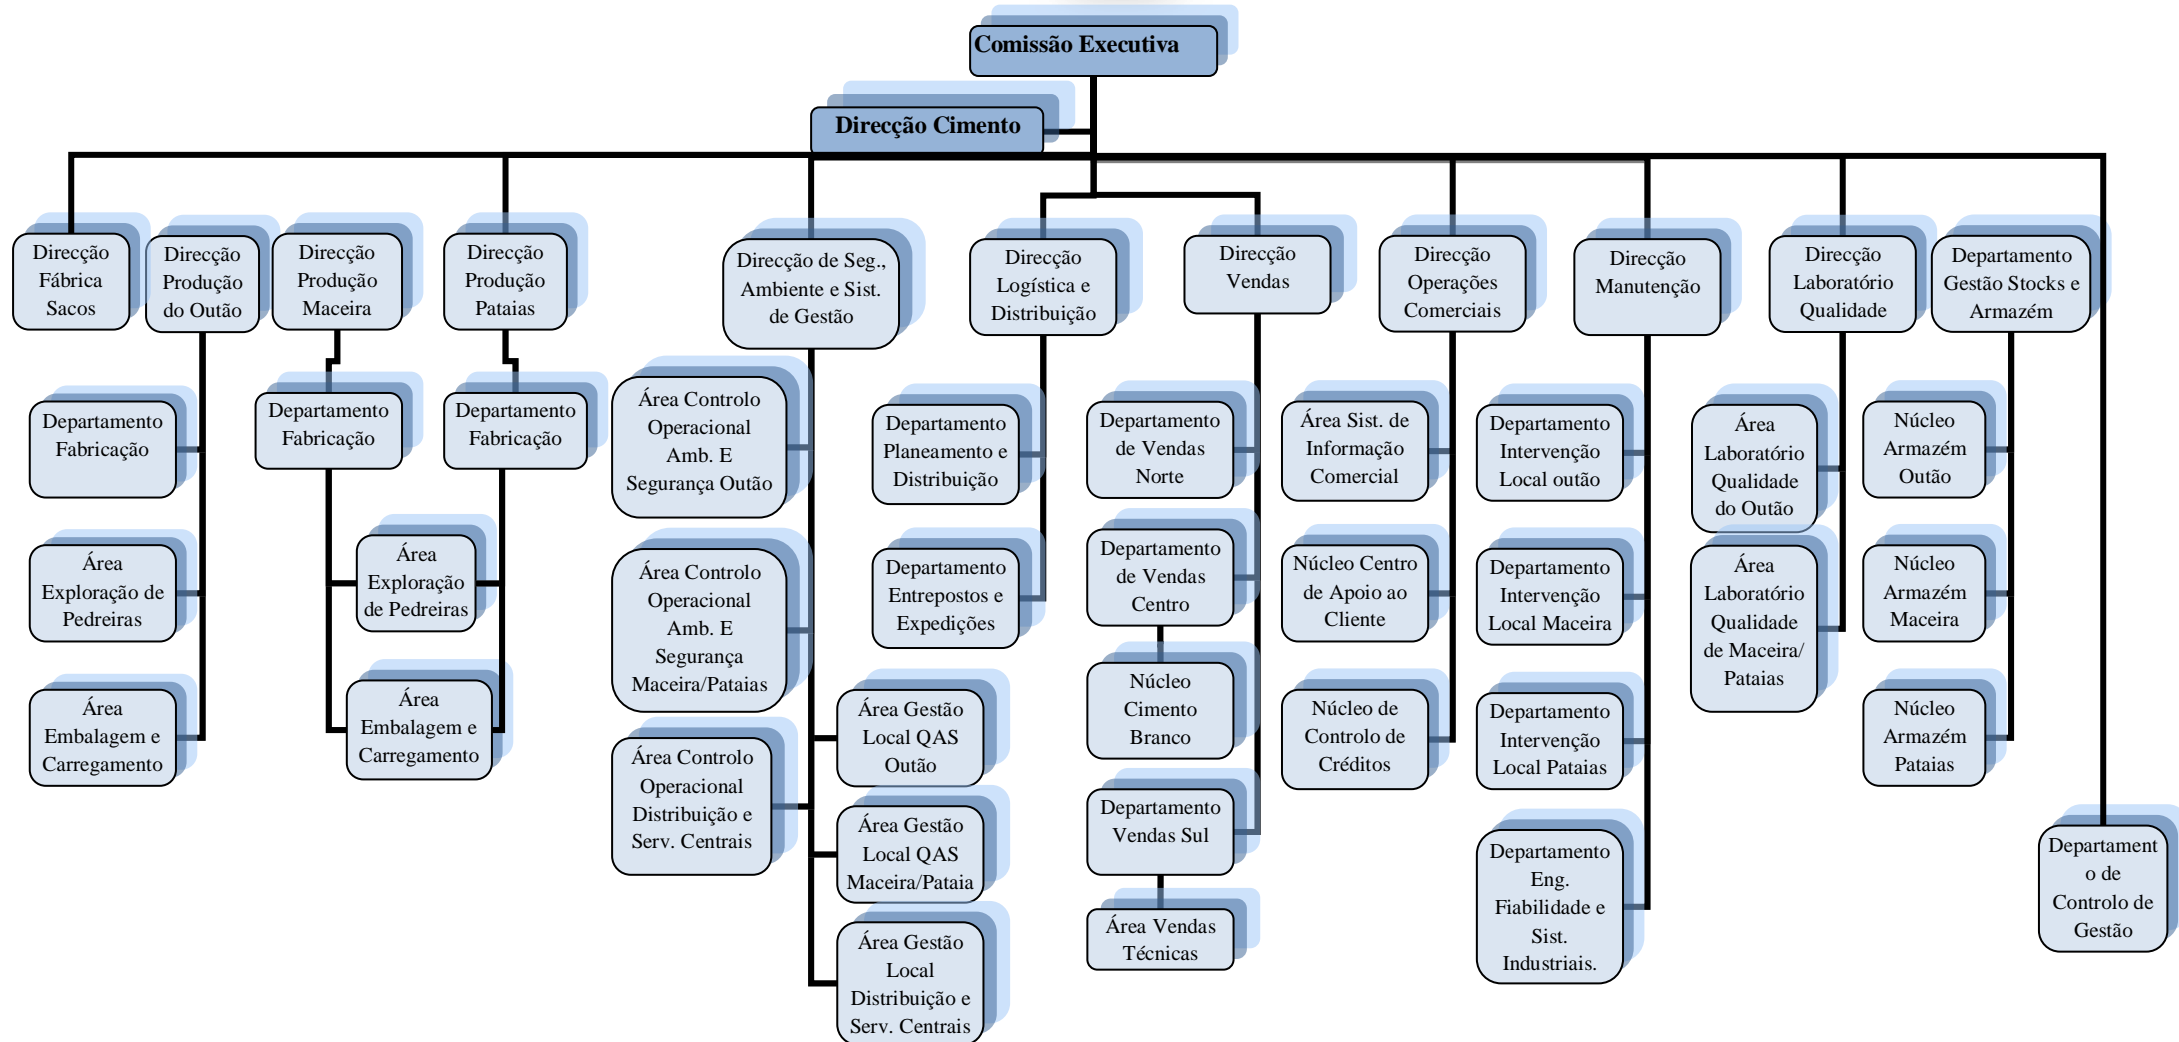 Comissão Executiva
Direcção Cimento
Direcção
Fábrica
Sacos
Direcção
Produção
do Outão
Direcção
Produção
Maceira
Direcção
Produção
Pataias
Direcção de Seg.,
Ambiente e Sist.
de Gestão
Direcção
Logística e
Distribuição
Direcção
Vendas
Direcção
Operações
Comerciais
Direcção
Manutenção
Direcção
Laboratório
Qualidade
Departamento
Gestão Stocks e
Armazém
Departamento
Fabricação
Área
Exploração de
Pedreiras
Área
Embalagem e
Carregamento
Departamento
Fabricação
Departamento
Fabricação
Área
Exploração
de Pedreiras
Área
Embalagem e
Carregamento
Área Controlo
Operacional
Amb. E
Segurança Outão
Área Controlo
Operacional
Amb. E
Segurança
Maceira/Pataias
Área Controlo
Operacional
Distribuição e
Serv. Centrais
Área Gestão
Local QAS
Outão
Área Gestão
Local QAS
Maceira/Pataia
Área Gestão
Local
Distribuição e
Serv. Centrais
Departamento
Planeamento e
Distribuição
Departamento
Entrepostos e
Expedições
Departamento
de Vendas
Norte
Departamento
de Vendas
Centro
Núcleo
Cimento
Branco
Departamento
Vendas Sul
Área Vendas
Técnicas
Área Sist. de
Informação
Comercial
Núcleo Centro
de Apoio ao
Cliente
Núcleo de
Controlo de
Créditos
Departamento
Intervenção
Local outão
Departamento
Intervenção
Local Maceira
Departamento
Intervenção
Local Pataias
Departamento
Eng.
Fiabilidade e
Sist.
Industriais.
Área
Laboratório
Qualidade
do Outão
Área
Laboratório
Qualidade
de Maceira/
Pataias
Núcleo
Armazém
Outão
Núcleo
Armazém
Maceira
Núcleo
Armazém
Pataias
Departament
o de
Controlo de
Gestão